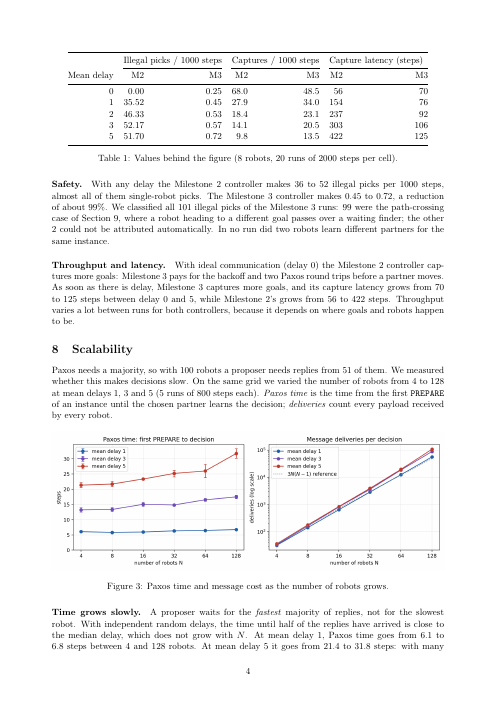 Illegal picks / 1000 steps Captures / 1000 steps Capture latency (steps)
Mean delay M2 M3 M2 M3 M2 M3
0 0.00 0.25 68.0 48.5 56 70
1 35.52 0.45 27.9 34.0 154 76
2 46.33 0.53 18.4 23.1 237 92
3 52.17 0.57 14.1 20.5 303 106
5 51.70 0.72 9.8 13.5 422 125
Table 1: Values behind the figure (8 robots, 20 runs of 2000 steps per cell).
Safety. With any delay the Milestone 2 controller makes 36 to 52 illegal picks per 1000 steps,
almost all of them single-robot picks. The Milestone 3 controller makes 0.45 to 0.72, a reduction
of about 99%. We classified all 101 illegal picks of the Milestone 3 runs: 99 were the path-crossing
case of Section 9, where a robot heading to a different goal passes over a waiting finder; the other
2 could not be attributed automatically. In no run did two robots learn different partners for the
same instance.
Throughput and latency. With ideal communication (delay 0) the Milestone 2 controller cap-
tures more goals: Milestone 3 pays for the backoff and two Paxos round trips before a partner moves.
As soon as there is delay, Milestone 3 captures more goals, and its capture latency grows from 70
to 125 steps between delay 0 and 5, while Milestone 2's grows from 56 to 422 steps. Throughput
varies a lot between runs for both controllers, because it depends on where goals and robots happen
to be.
8 Scalability
Paxos needs a majority, so with 100 robots a proposer needs replies from 51 of them. We measured
whether this makes decisions slow. On the same grid we varied the number of robots from 4 to 128
at mean delays 1, 3 and 5 (5 runs of 800 steps each). Paxos time is the time from the first PREPARE
of an instance until the chosen partner learns the decision; deliveries count every payload received
by every robot.
Paxos time: first PREPARE to decision
mean delay 1
mean delay 3
mean delay 5
steps
30
25
20
15
10
5
0
4 8 16 32 64 128
number of robots N
Message deliveries per decision
mean delay 1
mean delay 3
mean delay 5
3N(N − 1) reference
deliveries (log scale)
10⁵
10⁴
10³
10²
4 8 16 32 64 128
number of robots N
Figure 3: Paxos time and message cost as the number of robots grows.
Time grows slowly. A proposer waits for the fastest majority of replies, not for the slowest
robot. With independent random delays, the time until half of the replies have arrived is close to
the median delay, which does not grow with N. At mean delay 1, Paxos time goes from 6.1 to
6.8 steps between 4 and 128 robots. At mean delay 5 it goes from 21.4 to 31.8 steps: with many
4